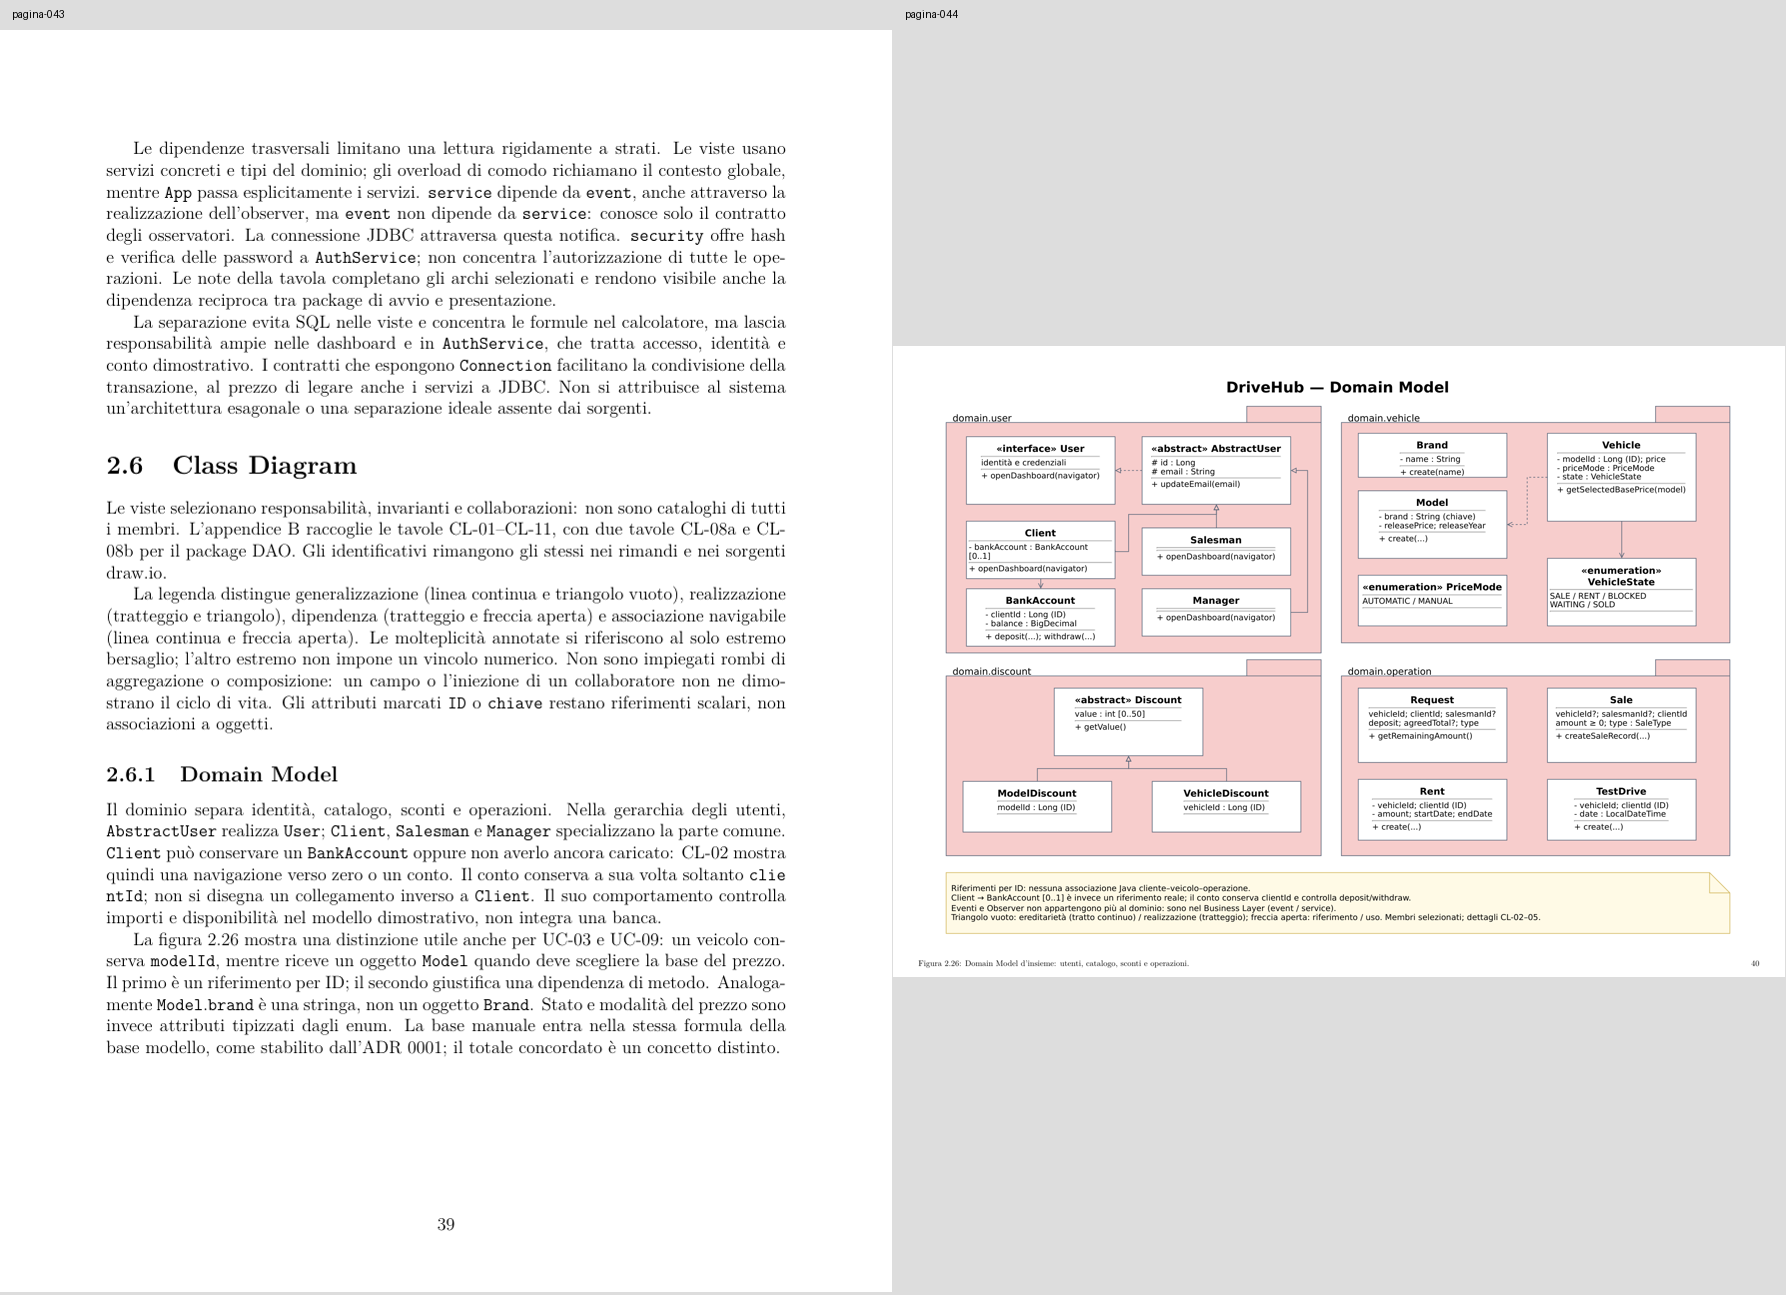 pagina-043
Le dipendenze trasversali limitano una lettura rigidamente a strati. Le viste usano
servizi concreti e tipi del dominio; gli overload di comodo richiamano il contesto globale,
mentre App passa esplicitamente i servizi. service dipende da event, anche attraverso la
realizzazione dell'observer, ma event non dipende da service: conosce solo il contratto
degli osservatori. La connessione JDBC attraversa questa notifica. security offre hash
e verifica delle password a AuthService; non concentra l'autorizzazione di tutte le ope-
razioni. Le note della tavola completano gli archi selezionati e rendono visibile anche la
dipendenza reciproca tra package di avvio e presentazione.
La separazione evita SQL nelle viste e concentra le formule nel calcolatore, ma lascia
responsabilità ampie nelle dashboard e in AuthService, che tratta accesso, identità e
conto dimostrativo. I contratti che espongono Connection facilitano la condivisione della
transazione, al prezzo di legare anche i servizi a JDBC. Non si attribuisce al sistema
un'architettura esagonale o una separazione ideale assente dai sorgenti.
2.6 Class Diagram
Le viste selezionano responsabilità, invarianti e collaborazioni: non sono cataloghi di tutti
i membri. L'appendice B raccoglie le tavole CL-01–CL-11, con due tavole CL-08a e CL-
08b per il package DAO. Gli identificativi rimangono gli stessi nei rimandi e nei sorgenti
draw.io.
La legenda distingue generalizzazione (linea continua e triangolo vuoto), realizzazione
(tratteggio e triangolo), dipendenza (tratteggio e freccia aperta) e associazione navigabile
(linea continua e freccia aperta). Le molteplicità annotate si riferiscono al solo estremo
bersaglio; l'altro estremo non impone un vincolo numerico. Non sono impiegati rombi di
aggregazione o composizione: un campo o l'iniezione di un collaboratore non ne dimo-
strano il ciclo di vita. Gli attributi marcati ID o chiave restano riferimenti scalari, non
associazioni a oggetti.
2.6.1 Domain Model
Il dominio separa identità, catalogo, sconti e operazioni. Nella gerarchia degli utenti,
AbstractUser realizza User; Client, Salesman e Manager specializzano la parte comune.
Client può conservare un BankAccount oppure non averlo ancora caricato: CL-02 mostra
quindi una navigazione verso zero o un conto. Il conto conserva a sua volta soltanto clie
ntId; non si disegna un collegamento inverso a Client. Il suo comportamento controlla
importi e disponibilità nel modello dimostrativo, non integra una banca.
La figura 2.26 mostra una distinzione utile anche per UC-03 e UC-09: un veicolo con-
serva modelId, mentre riceve un oggetto Model quando deve scegliere la base del prezzo.
Il primo è un riferimento per ID; il secondo giustifica una dipendenza di metodo. Analoga-
mente Model.brand è una stringa, non un oggetto Brand. Stato e modalità del prezzo sono
invece attributi tipizzati dagli enum. La base manuale entra nella stessa formula della
base modello, come stabilito dall'ADR 0001; il totale concordato è un concetto distinto.
39
pagina-044
DriveHub — Domain Model
domain.user
«interface» User
identità e credenziali
+ openDashboard(navigator)
«abstract» AbstractUser
# id : Long
# email : String
+ updateEmail(email)
Client
- bankAccount : BankAccount
[0..1]
+ openDashboard(navigator)
Salesman
+ openDashboard(navigator)
BankAccount
- clientId : Long (ID)
- balance : BigDecimal
+ deposit(...); withdraw(...)
Manager
+ openDashboard(navigator)
domain.vehicle
Brand
- name : String
+ create(name)
Vehicle
- modelId : Long (ID); price
- priceMode : PriceMode
- state : VehicleState
+ getSelectedBasePrice(model)
Model
- brand : String (chiave)
- releasePrice; releaseYear
+ create(...)
«enumeration» PriceMode
AUTOMATIC / MANUAL
«enumeration»
VehicleState
SALE / RENT / BLOCKED
WAITING / SOLD
domain.discount
«abstract» Discount
value : int [0..50]
+ getValue()
ModelDiscount
modelId : Long (ID)
VehicleDiscount
vehicleId : Long (ID)
domain.operation
Request
vehicleId; clientId; salesmanId?
deposit; agreedTotal?; type
+ getRemainingAmount()
Sale
vehicleId?; salesmanId?; clientId
amount ≥ 0; type : SaleType
+ createSaleRecord(...)
Rent
- vehicleId; clientId (ID)
- amount; startDate; endDate
+ create(...)
TestDrive
- vehicleId; clientId (ID)
- date : LocalDateTime
+ create(...)
Riferimenti per ID: nessuna associazione Java cliente–veicolo–operazione.
Client → BankAccount [0..1] è invece un riferimento reale; il conto conserva clientId e controlla deposit/withdraw.
Eventi e Observer non appartengono più al dominio: sono nel Business Layer (event / service).
Triangolo vuoto: ereditarietà (tratto continuo) / realizzazione (tratteggio); freccia aperta: riferimento / uso. Membri selezionati; dettagli CL-02–05.
Figura 2.26: Domain Model d'insieme: utenti, catalogo, sconti e operazioni.
40